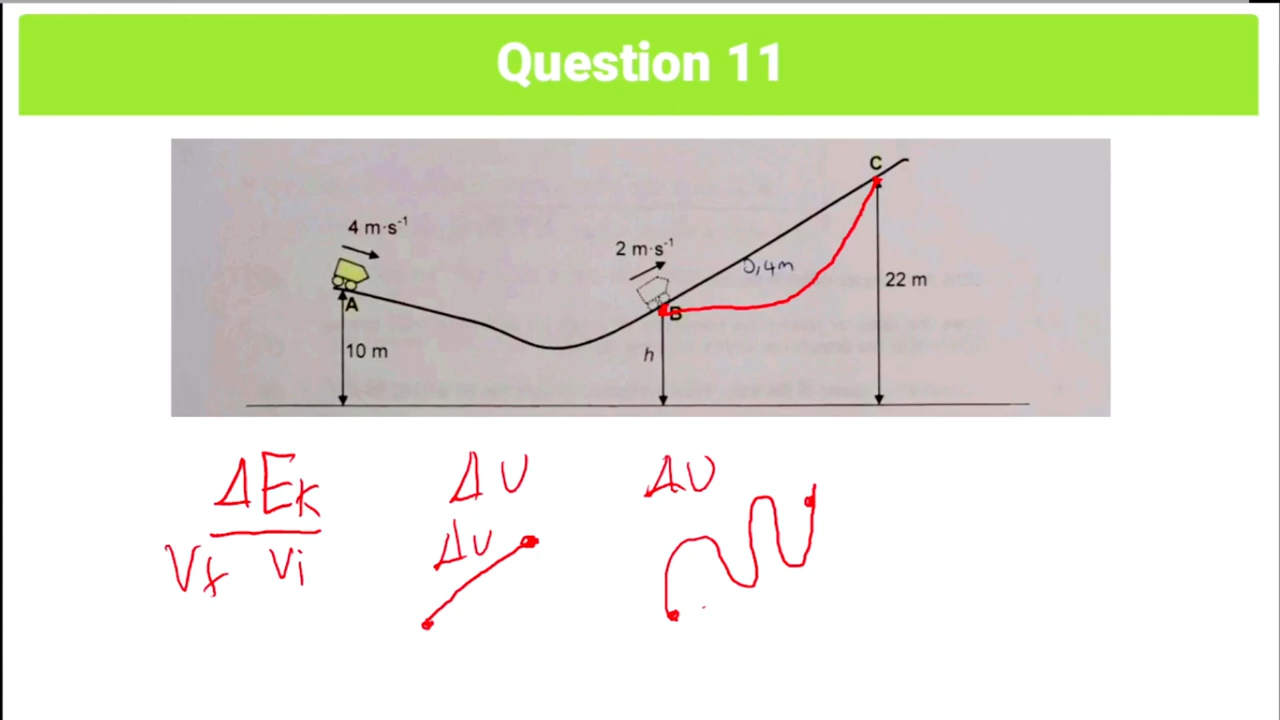 Question 11
C
4 m·s⁻¹
2 m·s⁻¹
0,4m
22 m
A
B
10 m
h
ΔEk
ΔU
ΔU
Vf Vi
ΔU